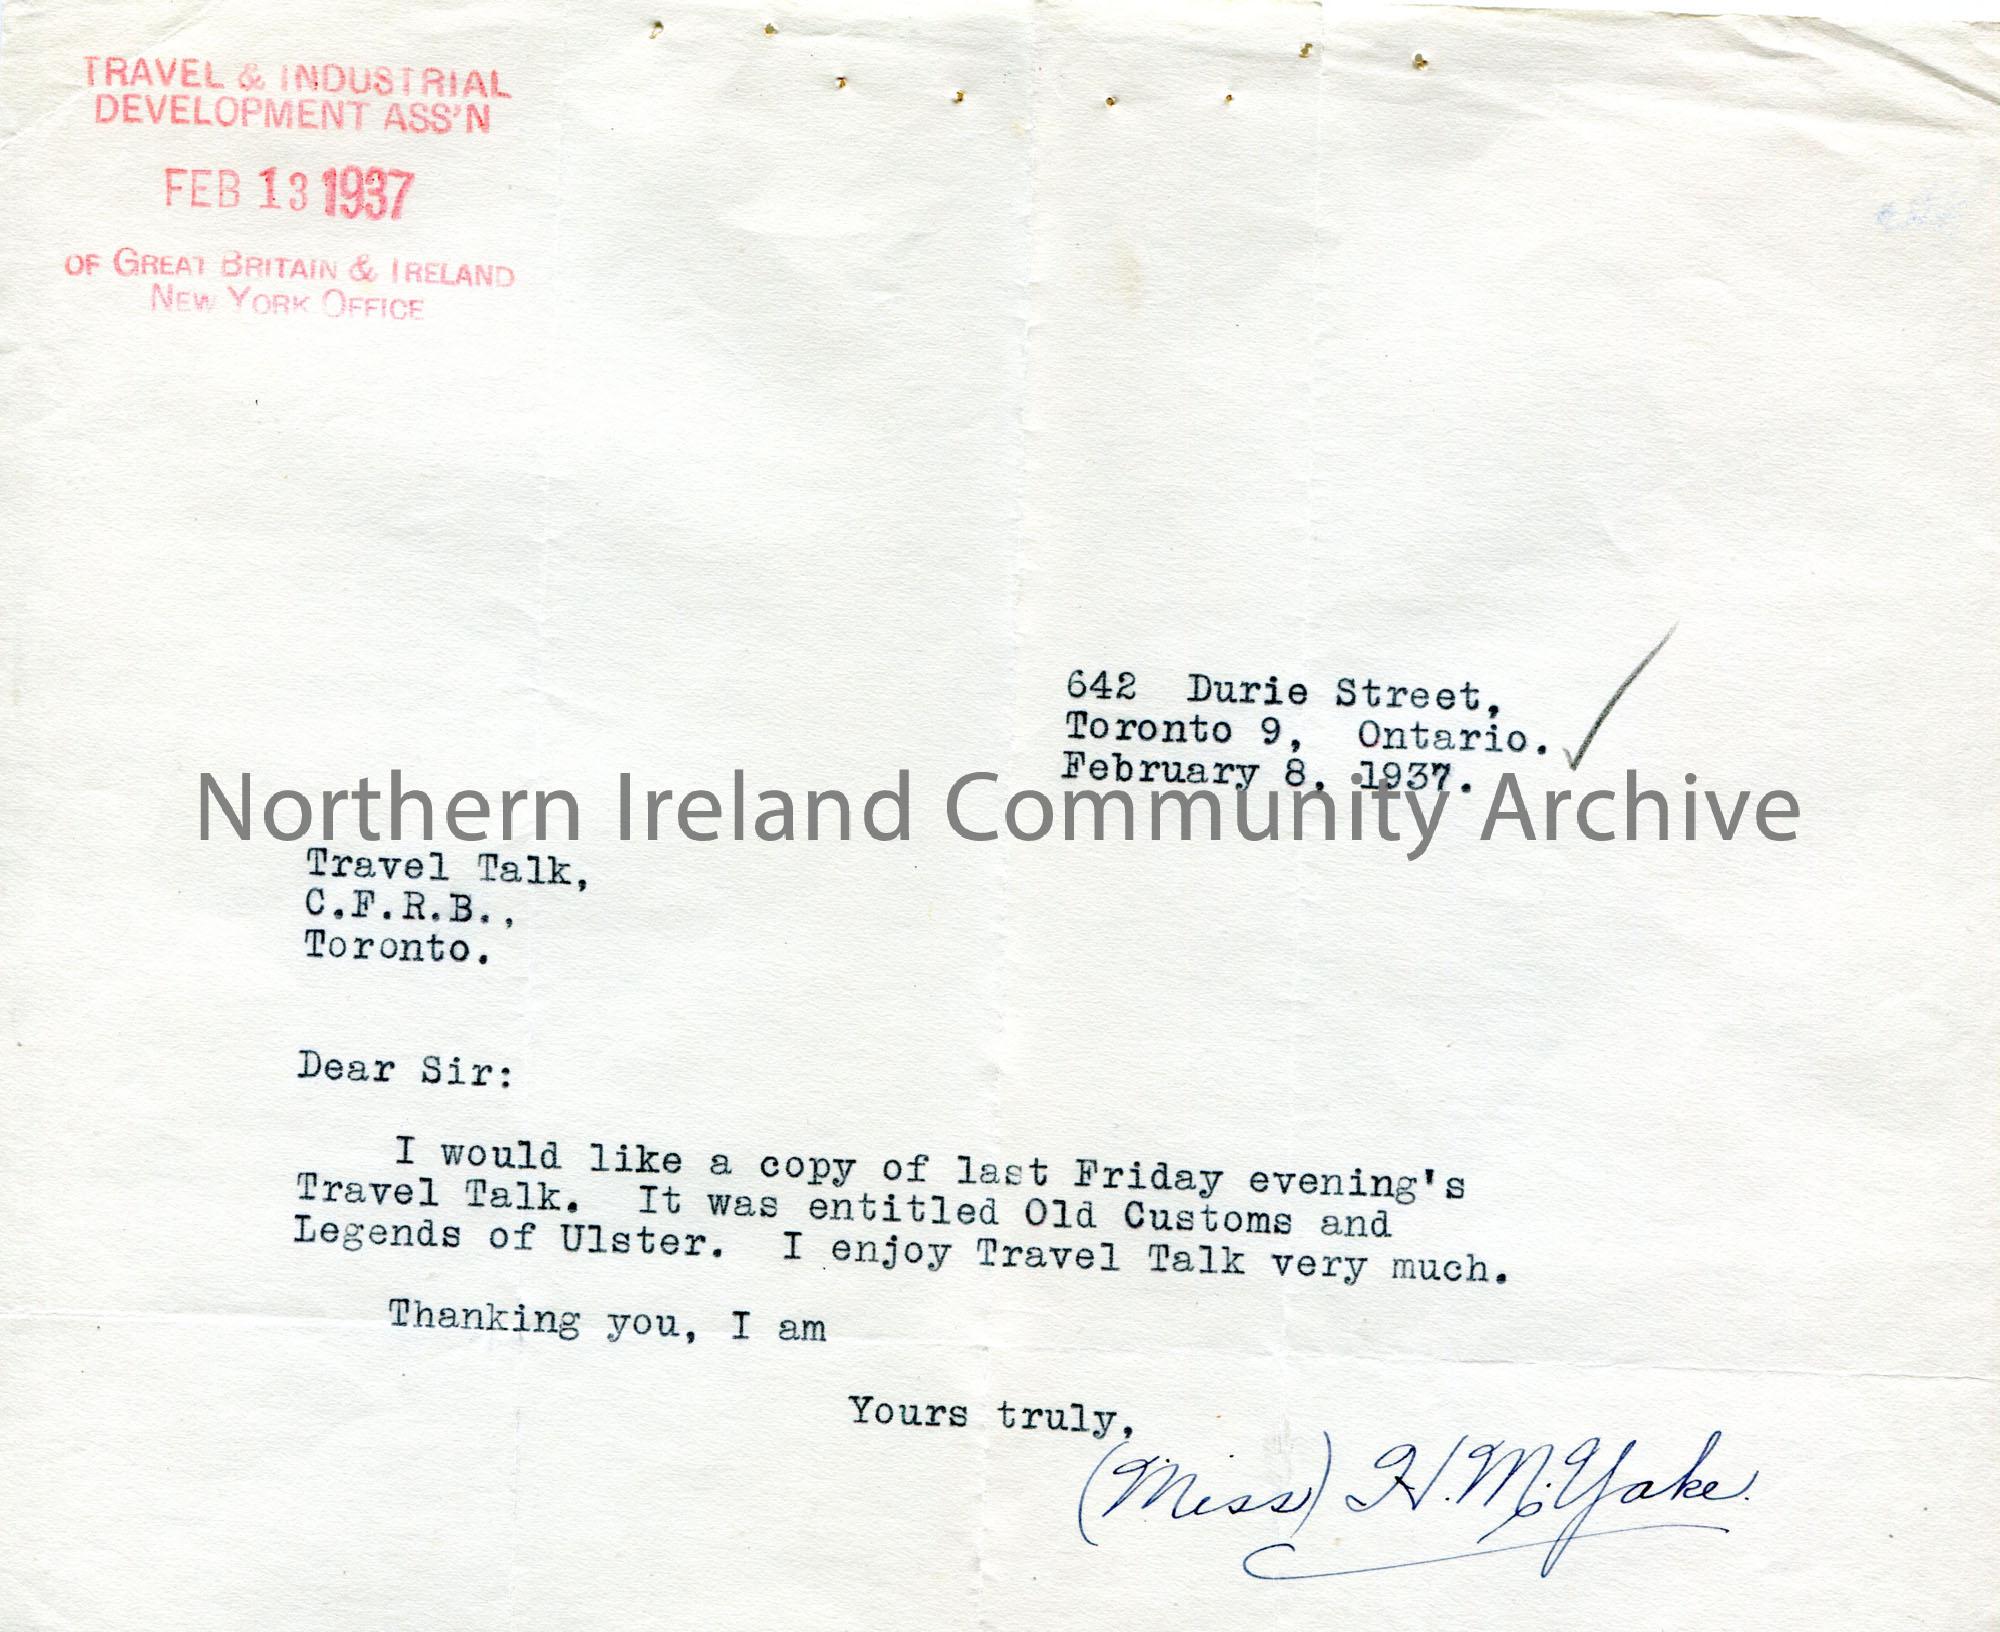 TRAVEL & INDUSTRIAL
DEVELOPMENT ASS'N
FEB 13 1937
OF GREAT BRITAIN & IRELAND
NEW YORK OFFICE
642 Durie Street,
Toronto 9, Ontario.
February 8, 1937.
Northern Ireland Community Archive
Travel Talk,
C.F.R.B.,
Toronto.
Dear Sir:
I would like a copy of last Friday evening's
Travel Talk. It was entitled Old Customs and
Legends of Ulster. I enjoy Travel Talk very much.
Thanking you, I am
Yours truly,
(Miss) H. M. Yake.